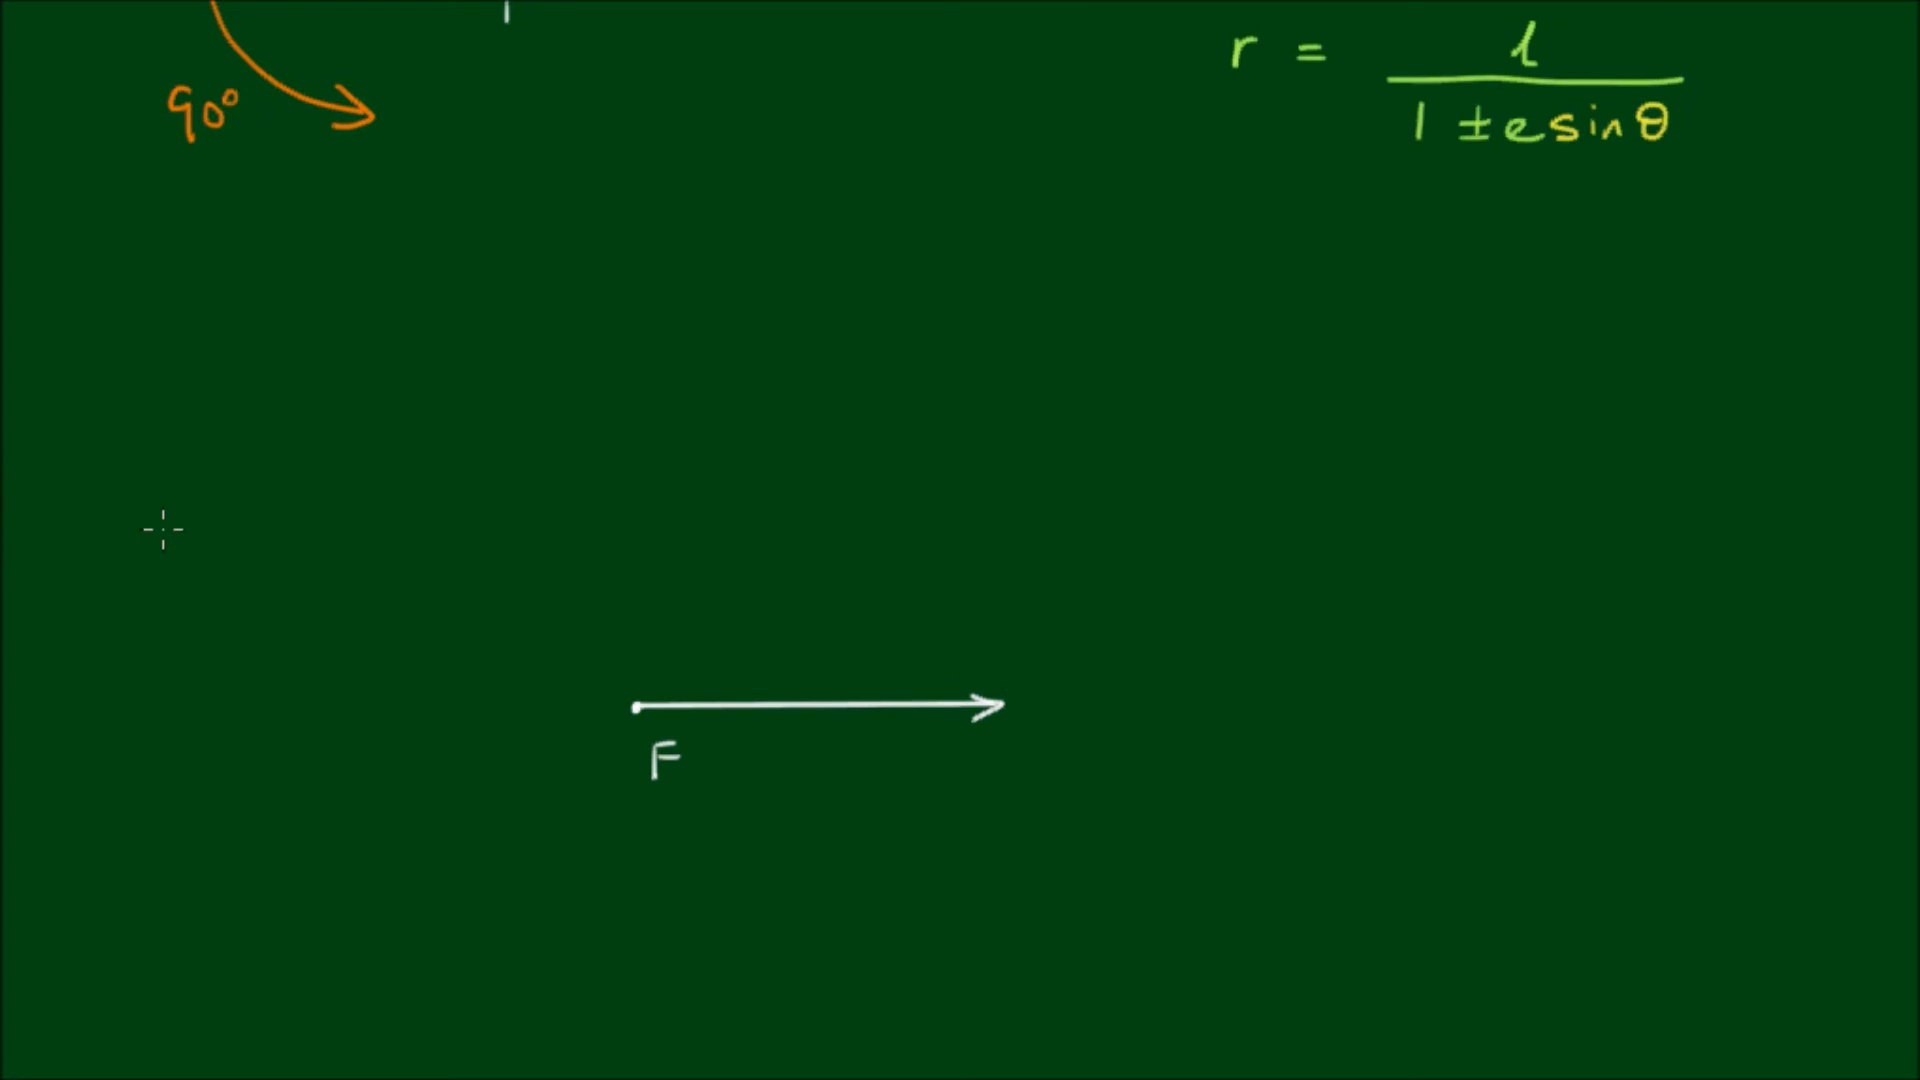 r = l / (1 ± e sin θ)
90°
F